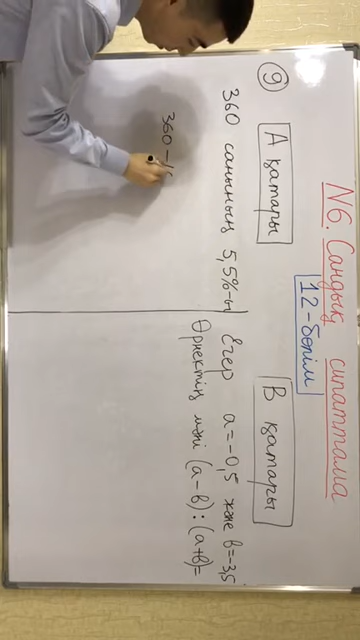 №6. Сандық сипаттама
12-бөлім
9 А қатары
В қатары
360 санының 5,5%-ы
Егер а=-0,5 және в=-3,5
Өрнектің мәні (а-в):(а+в)=
360-